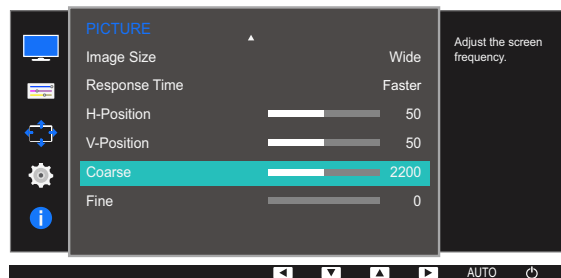 PICTURE
Image Size Wide
Response Time Faster
H-Position 50
V-Position 50
Coarse 2200
Fine 0
Adjust the screen
frequency.
AUTO